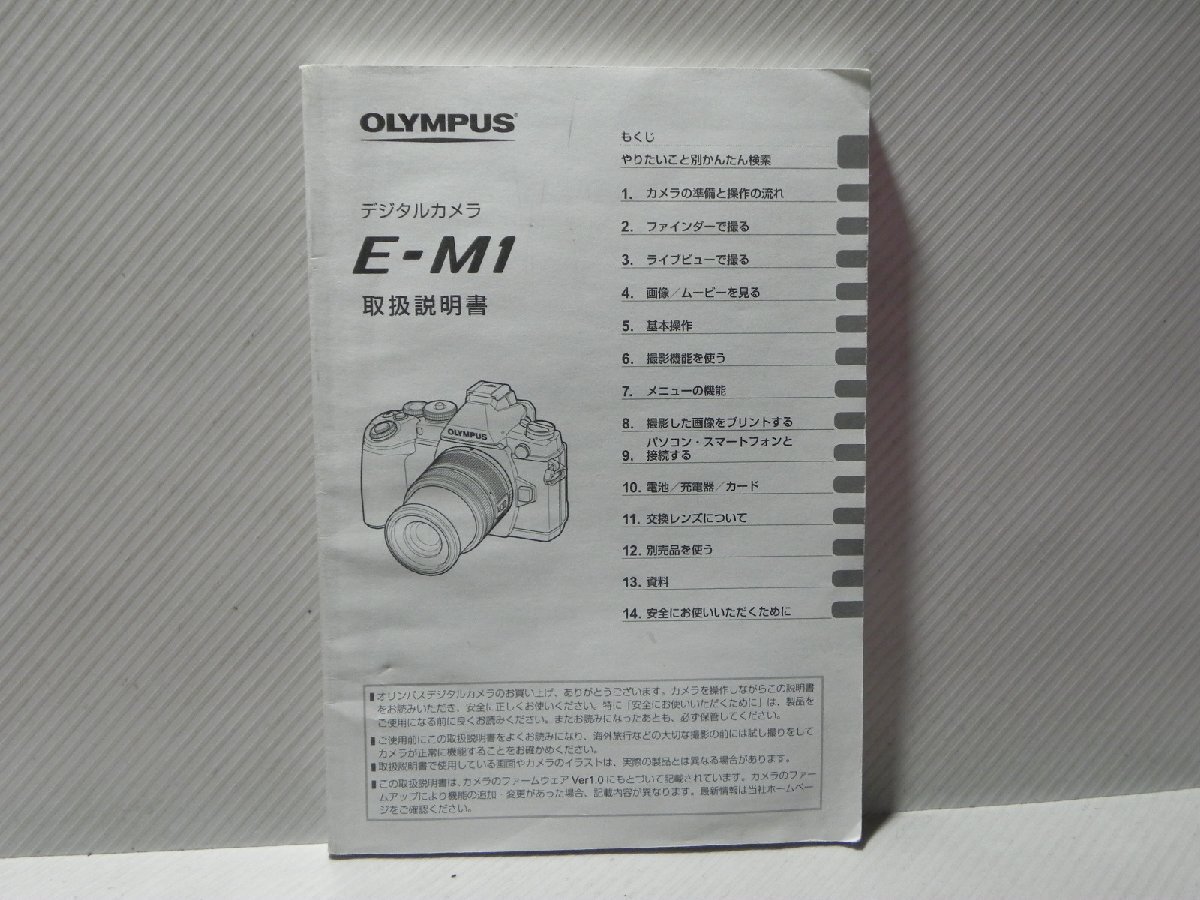 OLYMPUS
デジタルカメラ
E-M1
取扱説明書
OLYMPUS
もくじ
やりたいこと別かんたん検索
1. カメラの準備と操作の流れ
2. ファインダーで撮る
3. ライブビューで撮る
4. 画像/ムービーを見る
5. 基本操作
6. 撮影機能を使う
7. メニューの機能
8. 撮影した画像をプリントする
9. パソコン・スマートフォンと
接続する
10. 電池/充電器/カード
11. 交換レンズについて
12. 別売品を使う
13. 資料
14. 安全にお使いいただくために
オリンパスデジタルカメラのお買い上げ、ありがとうございます。カメラを操作しながらこの説明書
をお読みいただき、安全に正しくお使いください。特に「安全にお使いいただくために」は、製品を
ご使用になる前に良くお読みください。またお読みになったあとも、必ず保管してください。
ご使用前にこの取扱説明書をよくお読みになり、海外旅行などの大切な撮影の前には試し撮りをして
カメラが正常に機能することをお確かめください。
取扱説明書で使用している画面やカメラのイラストは、実際の製品とは異なる場合があります。
この取扱説明書は、カメラのファームウェア Ver1.0 にもとづいて記載されています。カメラのファー
ムアップにより機能の追加・変更があった場合、記載内容が異なります。最新情報は当社ホームペー
ジをご確認ください。